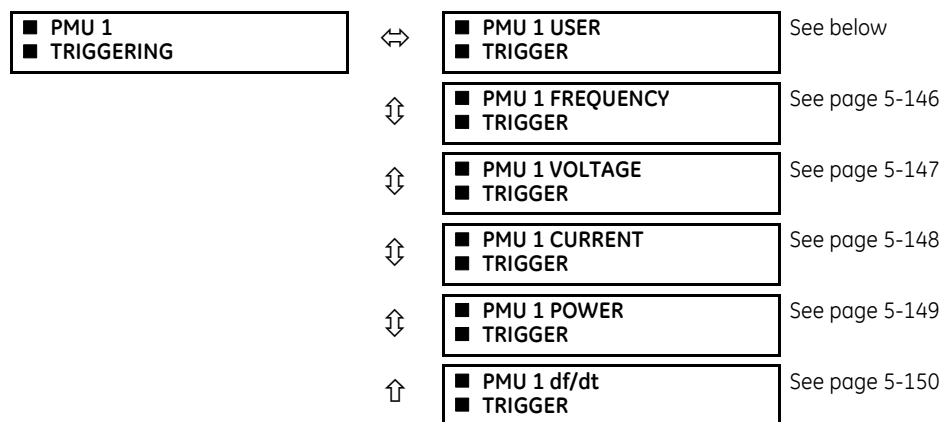 ■ PMU 1
■ TRIGGERING
■ PMU 1 USER
■ TRIGGER
See below
■ PMU 1 FREQUENCY
■ TRIGGER
See page 5-146
■ PMU 1 VOLTAGE
■ TRIGGER
See page 5-147
■ PMU 1 CURRENT
■ TRIGGER
See page 5-148
■ PMU 1 POWER
■ TRIGGER
See page 5-149
■ PMU 1 df/dt
■ TRIGGER
See page 5-150